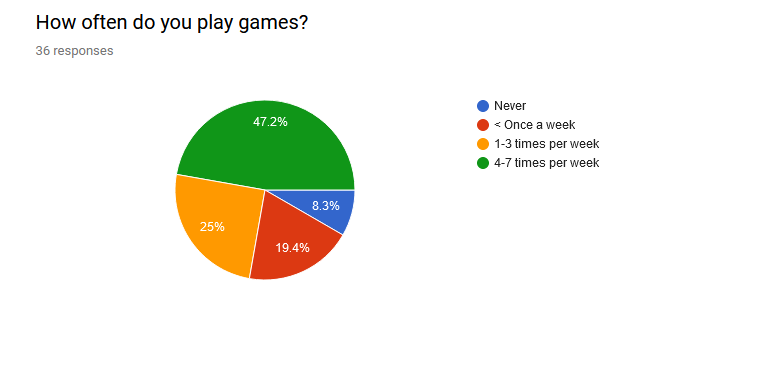 How often do you play games?
36 responses
47.2%
8.3%
25%
19.4%
Never
< Once a week
1-3 times per week
4-7 times per week